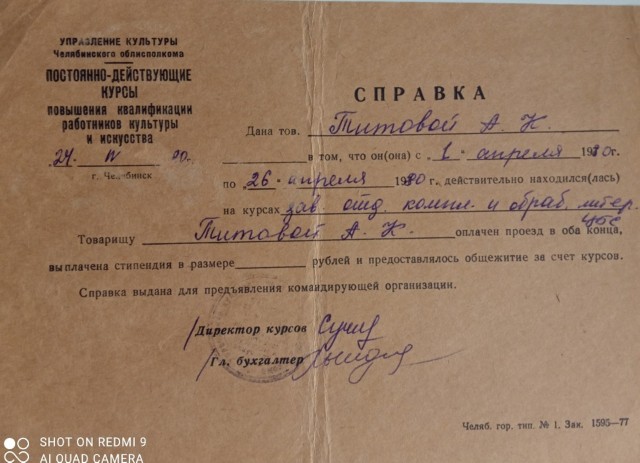 УПРАВЛЕНИЕ КУЛЬТУРЫ
Челябинского облисполкома
ПОСТОЯННО-ДЕЙСТВУЮЩИЕ
КУРСЫ
повышения квалификации
работников культуры
и искусства
24. IV 80.
г. Челябинск
СПРАВКА
Дана тов. Титовой А. К.
в том, что он(она) с 1. апреля 1980г.
по 26. апреля 1980г. действительно находился(лась)
на курсах зав. отд. компл. и обраб. литер. ЦБС
Товарищу Титовой А. К. оплачен проезд в оба конца,
выплачена стипендия в размере рублей и предоставлялось общежитие за счет курсов.
Справка выдана для предъявления командирующей организации.
/Директор курсов
/Гл. бухгалтер
Челяб. гор. тип. № 1. Зак. 1595—77
SHOT ON REDMI 9
AI QUAD CAMERA